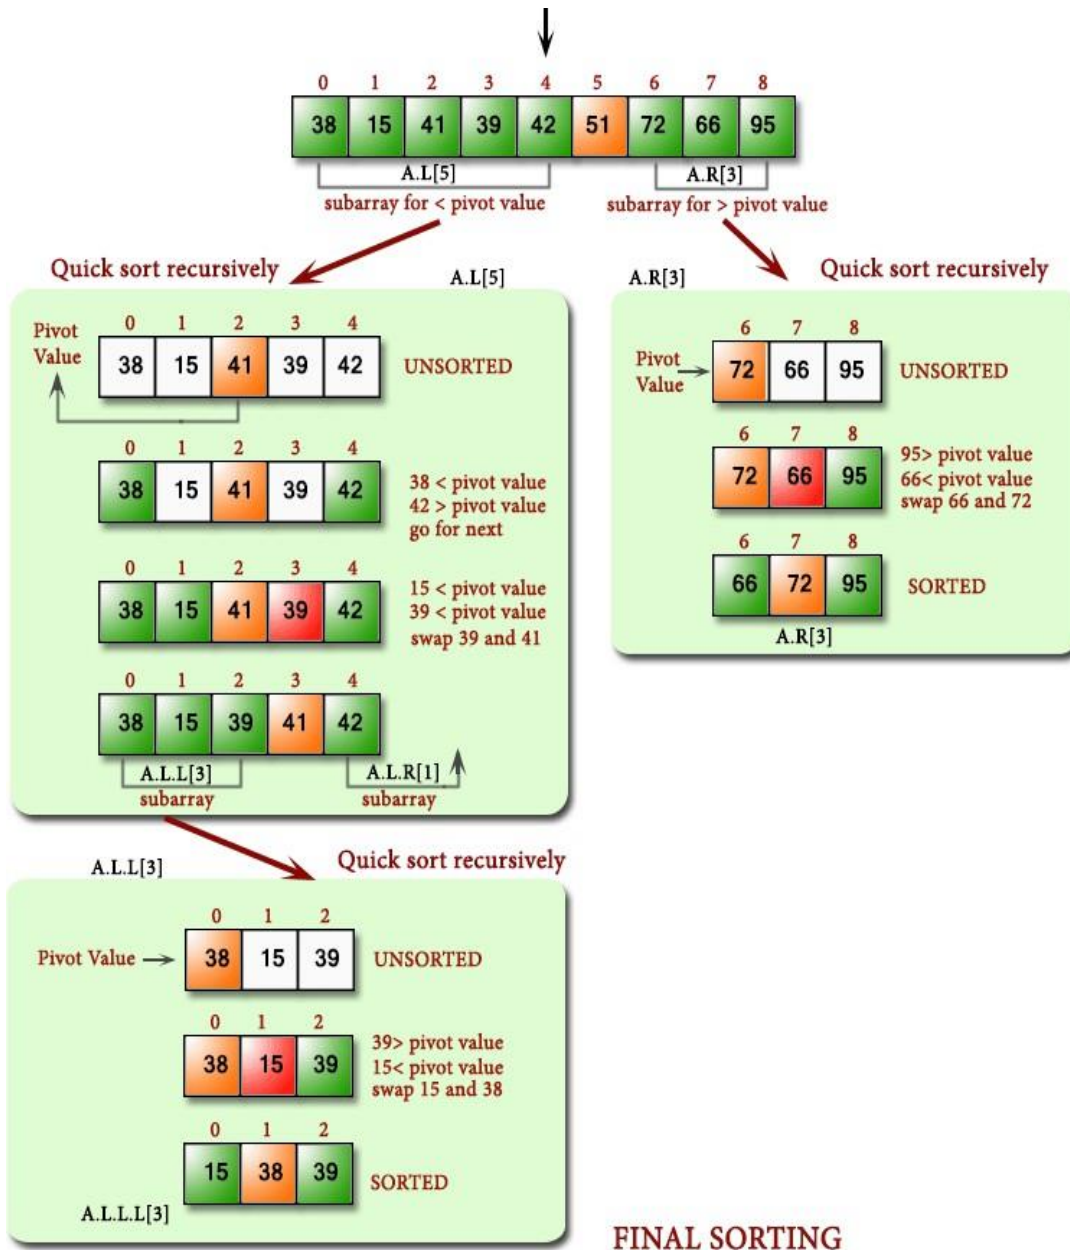 0 1 2 3 4 5 6 7 8
38 15 41 39 42 51 72 66 95
A.L[5] A.R[3]
subarray for < pivot value subarray for > pivot value
Quick sort recursively
A.L[5]
0 1 2 3 4
Pivot
Value
38 15 41 39 42
UNSORTED
0 1 2 3 4
38 15 41 39 42
38 < pivot value
42 > pivot value
go for next
0 1 2 3 4
38 15 41 39 42
15 < pivot value
39 < pivot value
swap 39 and 41
0 1 2 3 4
38 15 39 41 42
A.L.L[3] A.L.R[1]
subarray subarray
A.R[3]
Quick sort recursively
6 7 8
Pivot
Value
72 66 95
UNSORTED
6 7 8
72 66 95
95> pivot value
66< pivot value
swap 66 and 72
6 7 8
66 72 95
SORTED
A.R[3]
A.L.L[3]
Quick sort recursively
0 1 2
Pivot Value
38 15 39
UNSORTED
0 1 2
38 15 39
39> pivot value
15< pivot value
swap 15 and 38
0 1 2
15 38 39
SORTED
A.L.L.L[3]
FINAL SORTING